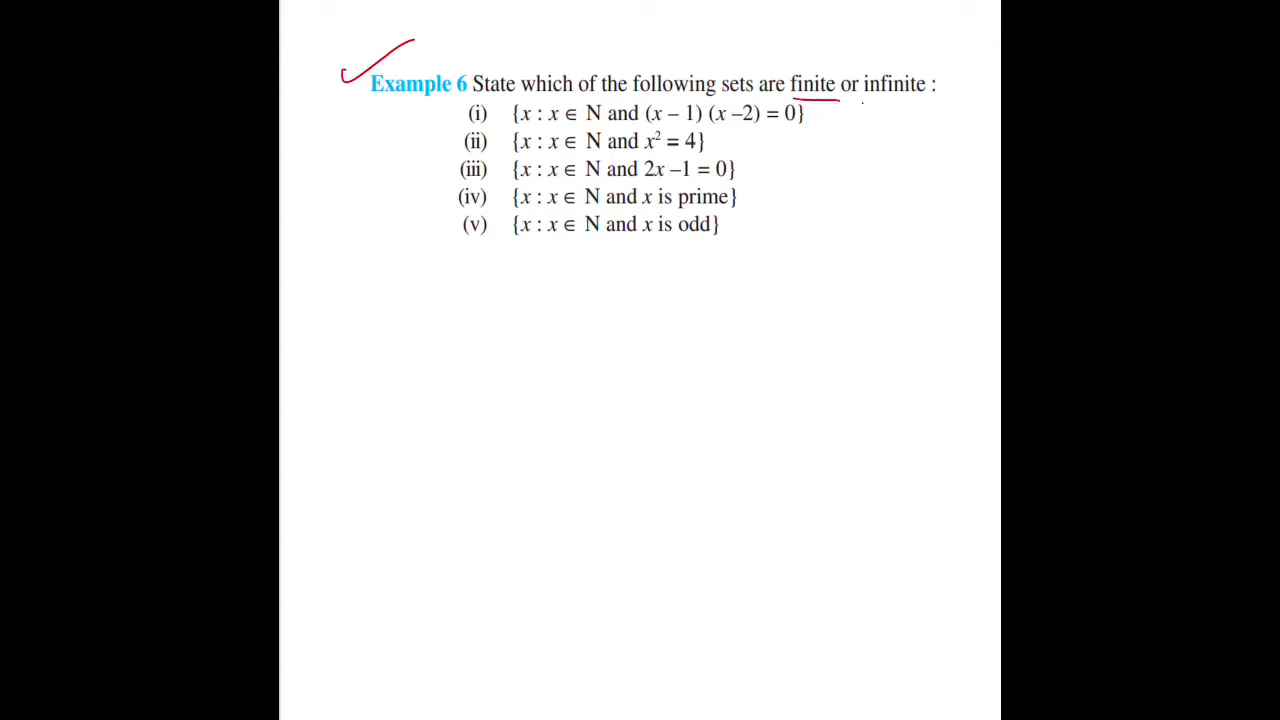 Example 6 State which of the following sets are finite or infinite :
(i) {x : x ∈ N and (x – 1) (x –2) = 0}
(ii) {x : x ∈ N and x² = 4}
(iii) {x : x ∈ N and 2x –1 = 0}
(iv) {x : x ∈ N and x is prime}
(v) {x : x ∈ N and x is odd}